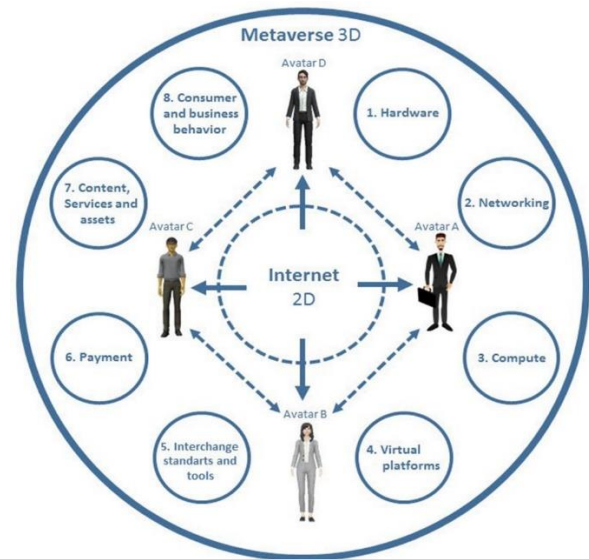 Metaverse 3D
Avatar D
8. Consumer
and business
behavior
1. Hardware
7. Content,
Services and
assets
2. Networking
Avatar C
Avatar A
Internet
2D
6. Payment
3. Compute
Avatar B
5. Interchange
standarts and
tools
4. Virtual
platforms